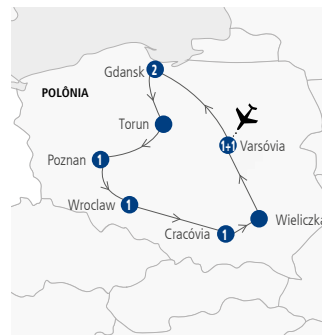 Gdansk 2
POLÔNIA
Torun
1+1 Varsóvia
Poznan 1
Wroclaw 1
Wieliczka
Cracóvia 1